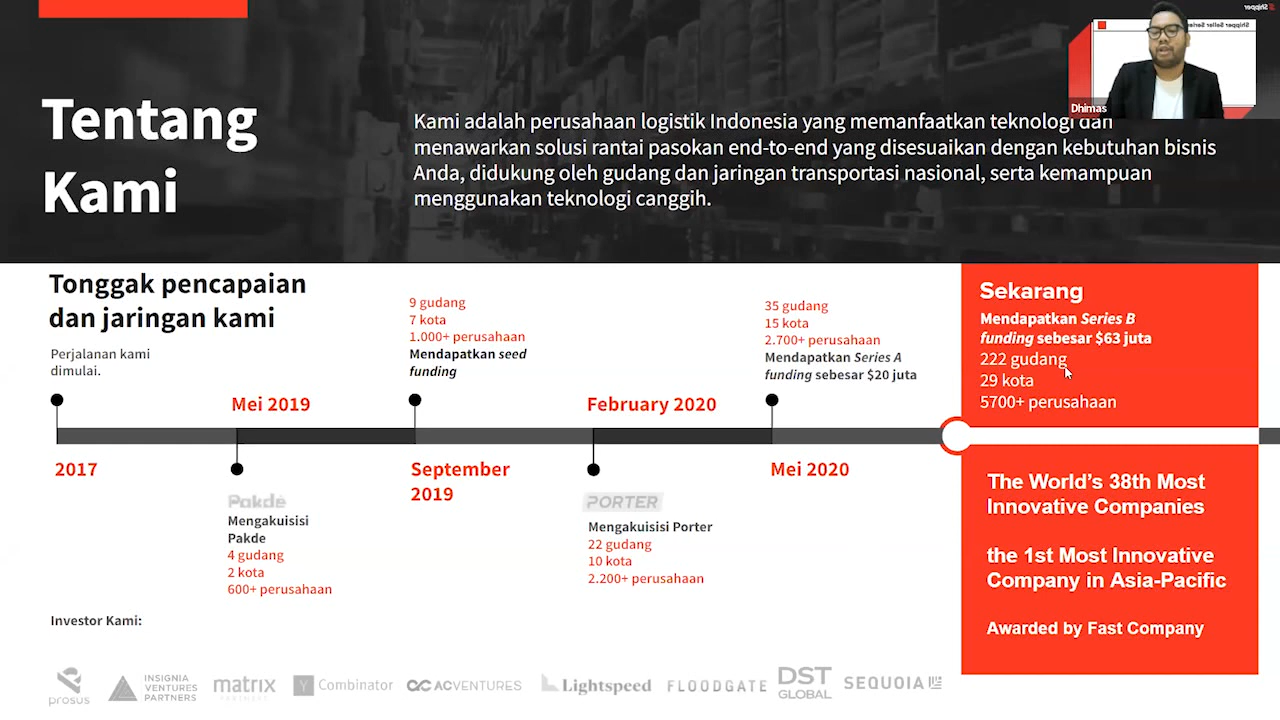 Shipper
Shipper Seller Series
Dhimas
Tentang
Kami
Kami adalah perusahaan logistik Indonesia yang memanfaatkan teknologi dan
menawarkan solusi rantai pasokan end-to-end yang disesuaikan dengan kebutuhan bisnis
Anda, didukung oleh gudang dan jaringan transportasi nasional, serta kemampuan
menggunakan teknologi canggih.
Tonggak pencapaian
dan jaringan kami
Perjalanan kami
dimulai.
2017
Mei 2019
Pakde
Mengakuisisi
Pakde
4 gudang
2 kota
600+ perusahaan
9 gudang
7 kota
1.000+ perusahaan
Mendapatkan seed
funding
September
2019
February 2020
PORTER
Mengakuisisi Porter
22 gudang
10 kota
2.200+ perusahaan
35 gudang
15 kota
2.700+ perusahaan
Mendapatkan Series A
funding sebesar $20 juta
Mei 2020
Sekarang
Mendapatkan Series B
funding sebesar $63 juta
222 gudang
29 kota
5700+ perusahaan
The World's 38th Most
Innovative Companies
the 1st Most Innovative
Company in Asia-Pacific
Awarded by Fast Company
Investor Kami:
prosus
INSIGNIA
VENTURES
PARTNERS
matrix
PARTNERS
Y Combinator
AC VENTURES
Lightspeed
FLOODGATE
DST
GLOBAL
SEQUOIA